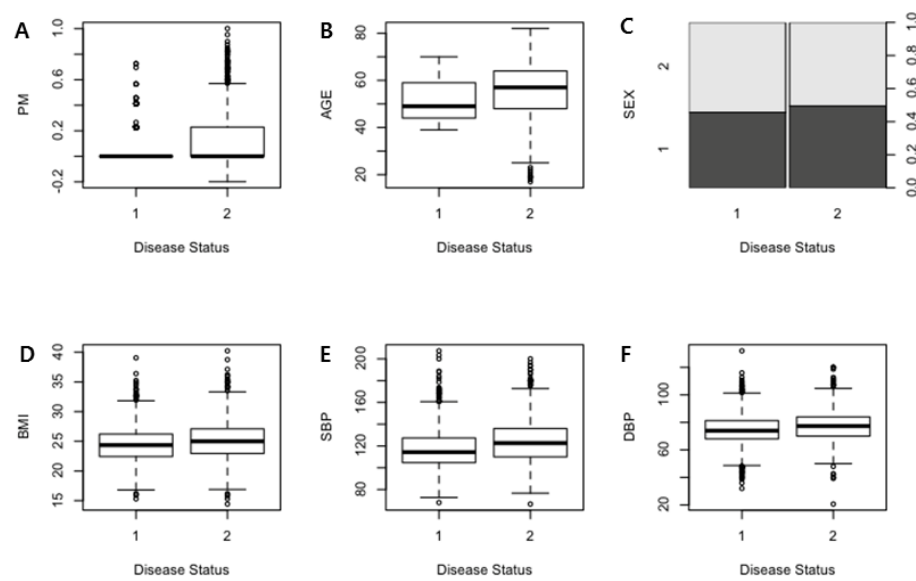 A
PM
1.0
0.6
0.2
-0.2
1 2
Disease Status
B
AGE
80
60
40
20
1 2
Disease Status
C
SEX
2
1
1.0
0.8
0.6
0.4
0.2
0.0
1 2
Disease Status
D
BMI
40
35
30
25
20
15
1 2
Disease Status
E
SBP
200
160
120
80
1 2
Disease Status
F
DBP
100
60
20
1 2
Disease Status